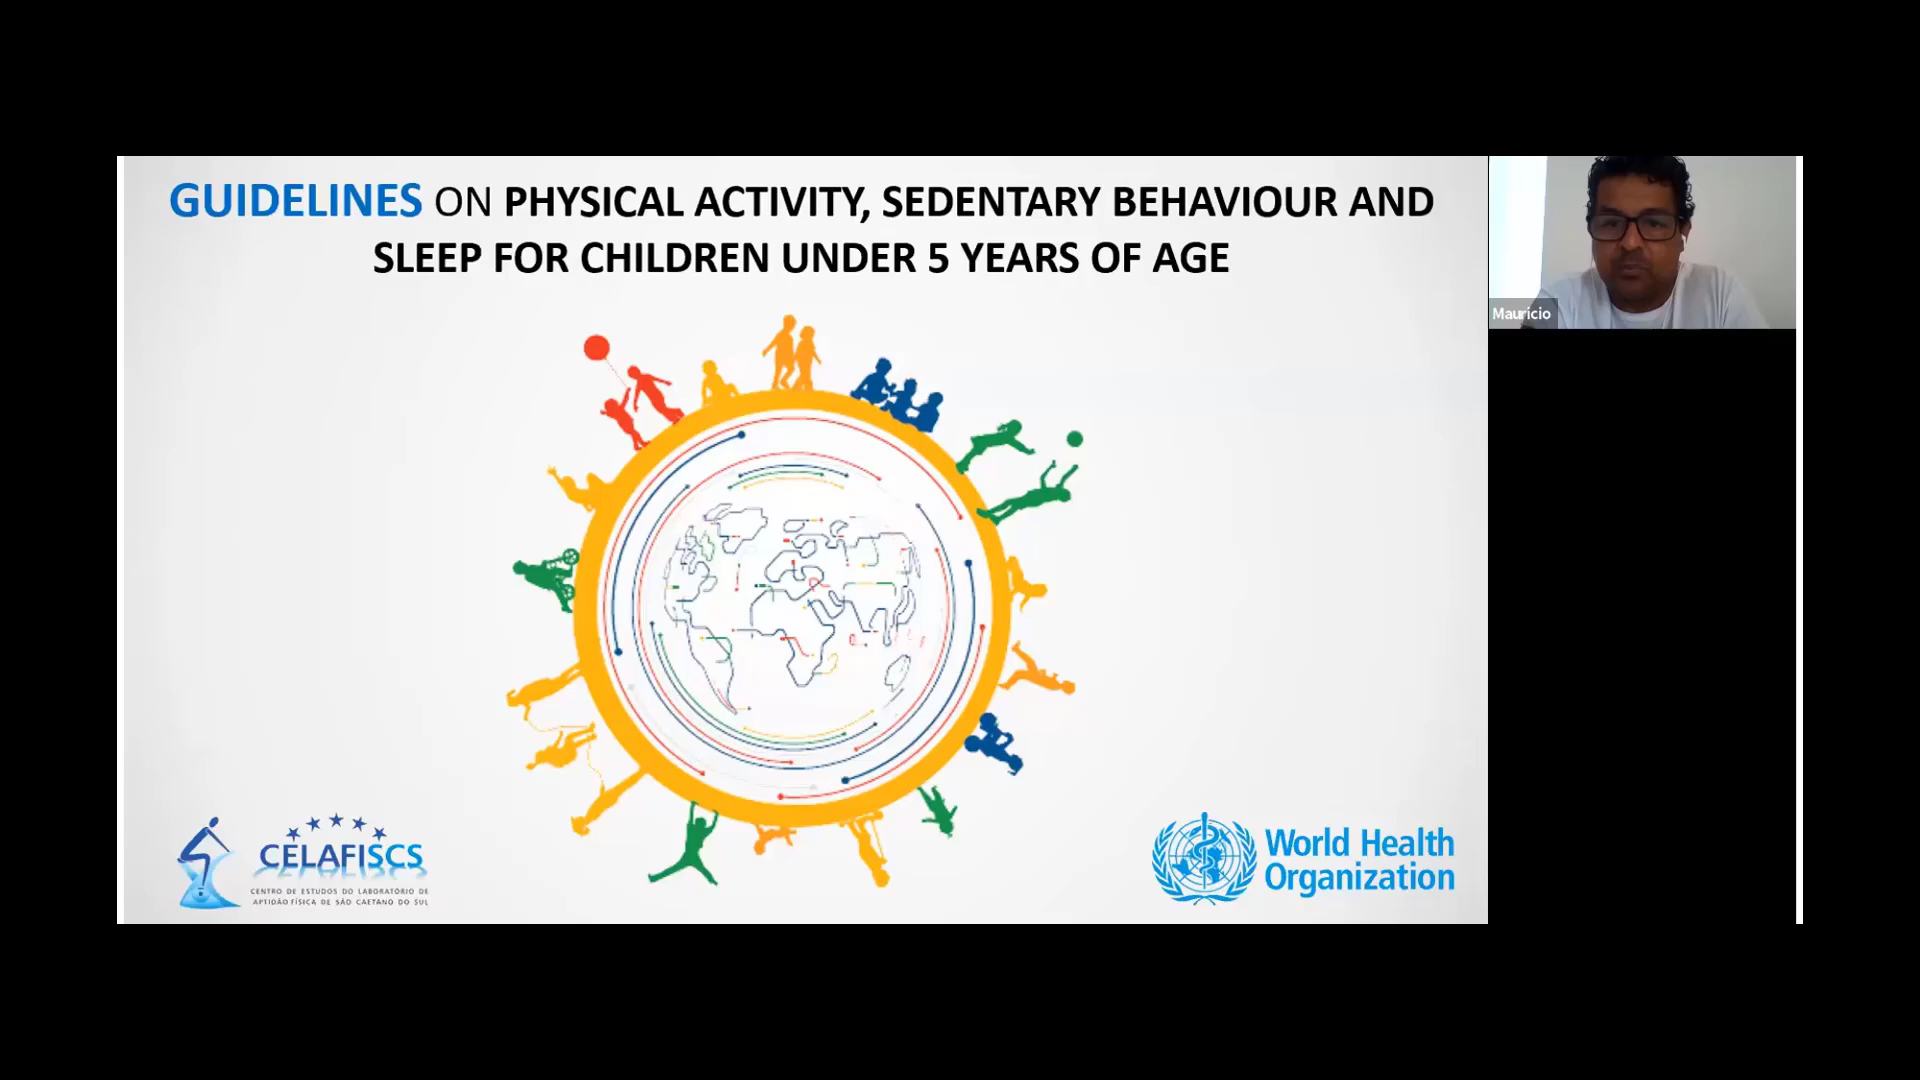 GUIDELINES ON PHYSICAL ACTIVITY, SEDENTARY BEHAVIOUR AND
SLEEP FOR CHILDREN UNDER 5 YEARS OF AGE
Mauricio
CELAFISCS
CENTRO DE ESTUDOS DO LABORATÓRIO DE
APTIDÃO FÍSICA DE SÃO CAETANO DO SUL
World Health
Organization